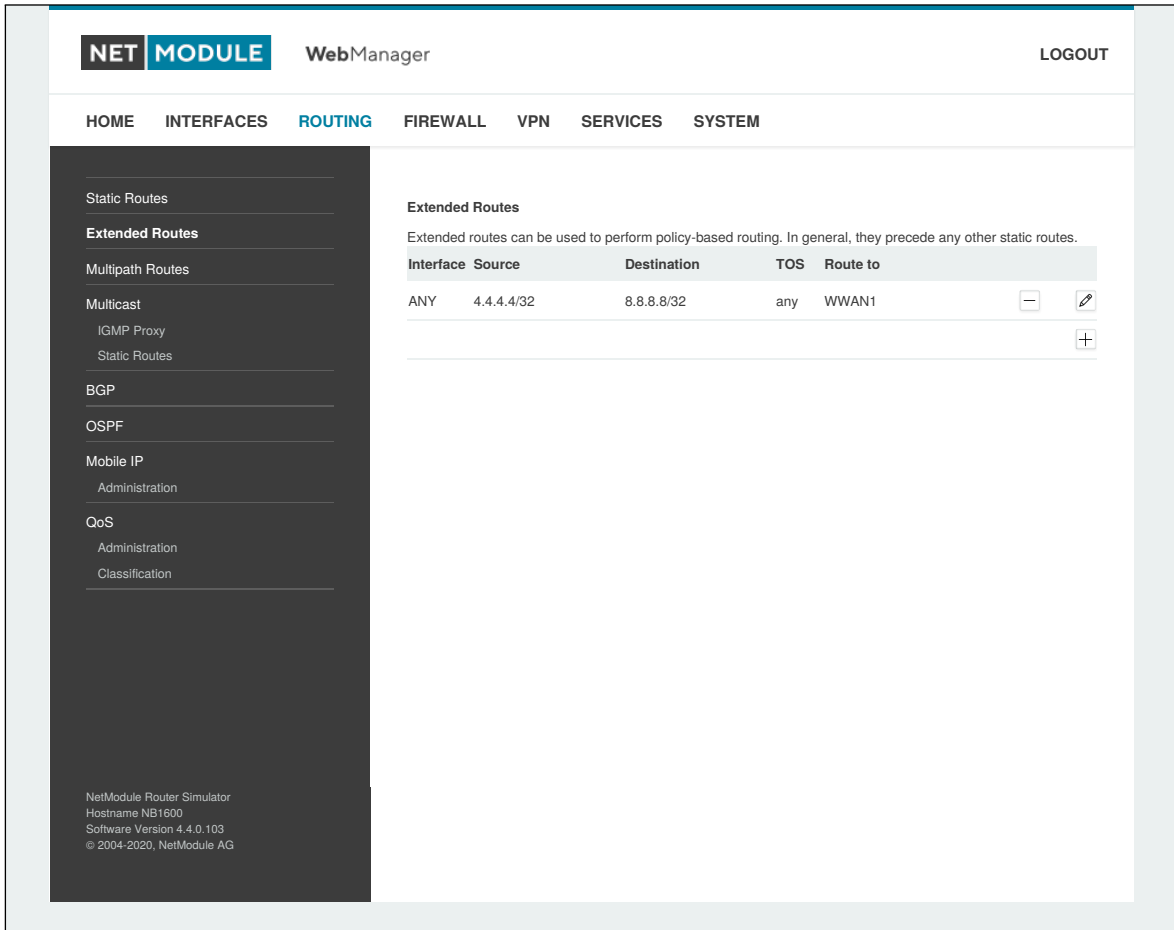 NET MODULE WebManager LOGOUT
HOME INTERFACES ROUTING FIREWALL VPN SERVICES SYSTEM
Static Routes
Extended Routes
Multipath Routes
Multicast
IGMP Proxy
Static Routes
BGP
OSPF
Mobile IP
Administration
QoS
Administration
Classification
NetModule Router Simulator
Hostname NB1600
Software Version 4.4.0.103
© 2004-2020, NetModule AG
Extended Routes
Extended routes can be used to perform policy-based routing. In general, they precede any other static routes.
Interface Source Destination TOS Route to
ANY 4.4.4.4/32 8.8.8.8/32 any WWAN1